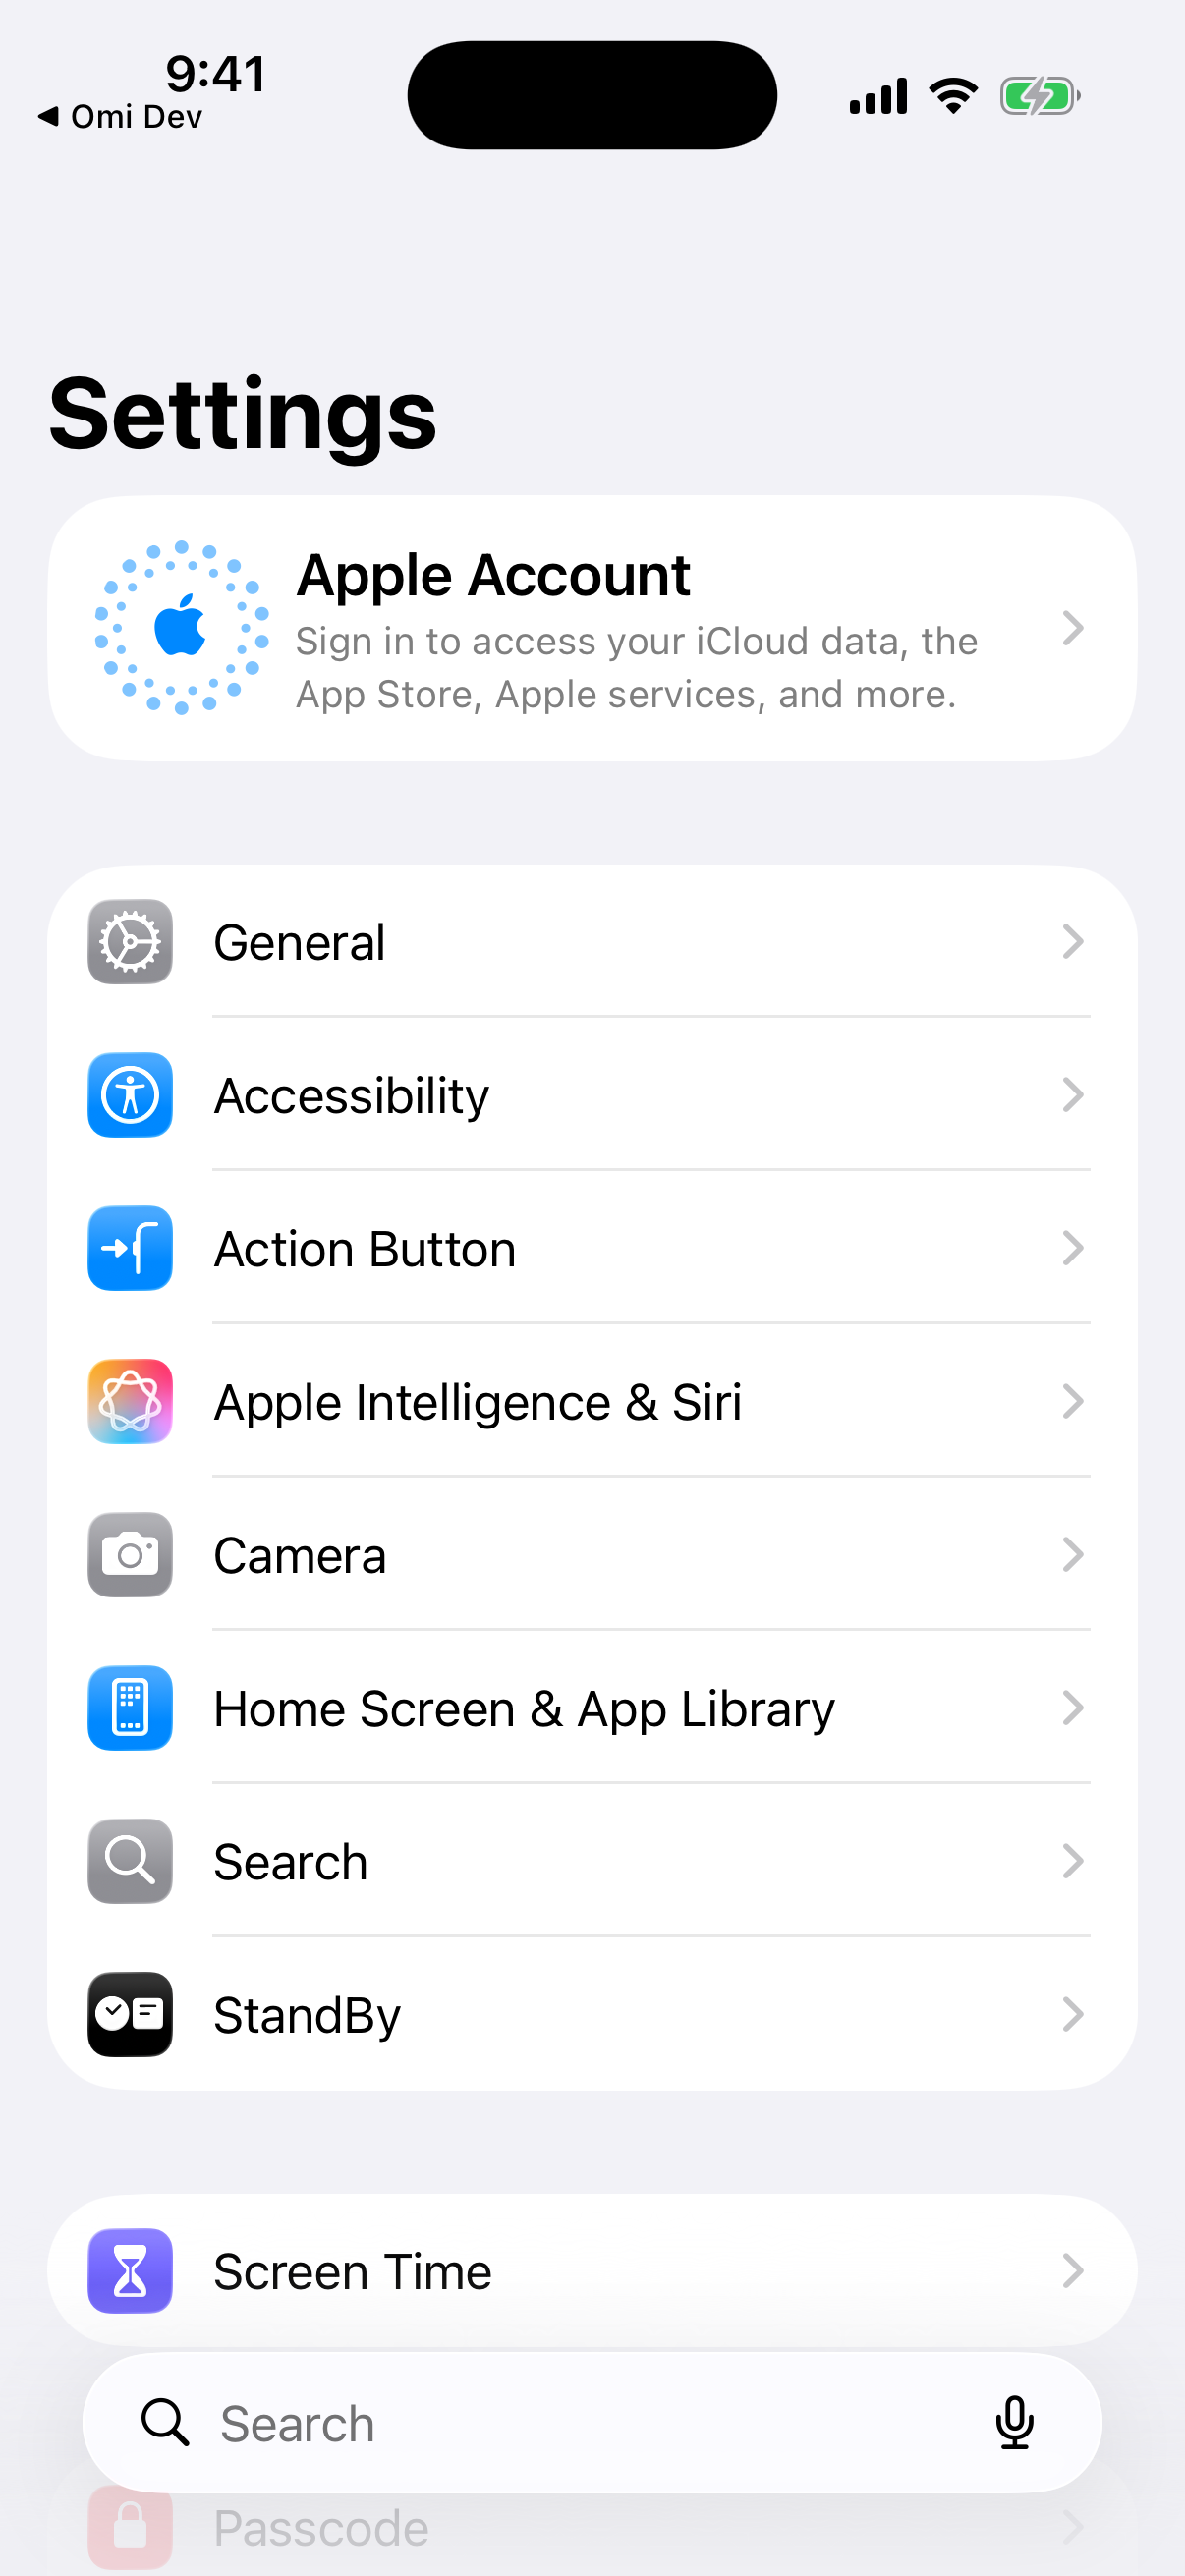 9:41
◀ Omi Dev
Settings
Apple Account
Sign in to access your iCloud data, the
App Store, Apple services, and more.
General
Accessibility
Action Button
Apple Intelligence & Siri
Camera
Home Screen & App Library
Search
StandBy
Screen Time
Search
Passcode